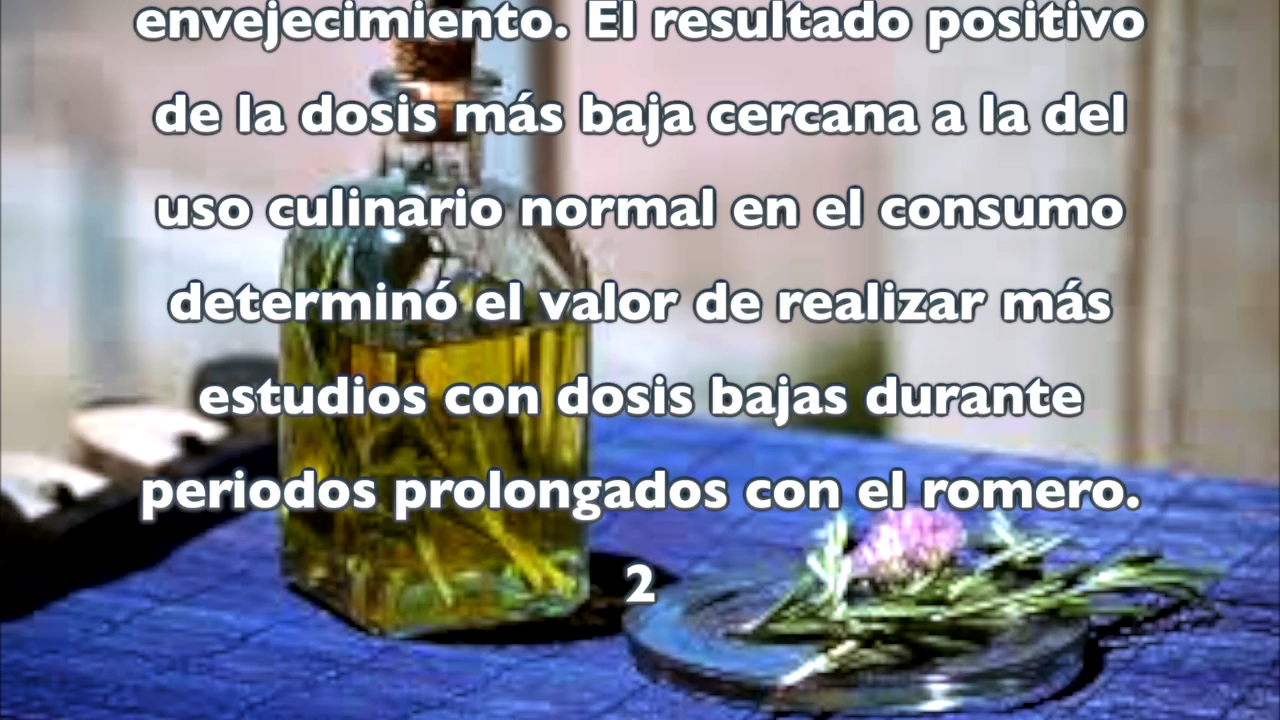 envejecimiento. El resultado positivo
de la dosis más baja cercana a la del
uso culinario normal en el consumo
determinó el valor de realizar más
estudios con dosis bajas durante
periodos prolongados con el romero.
2